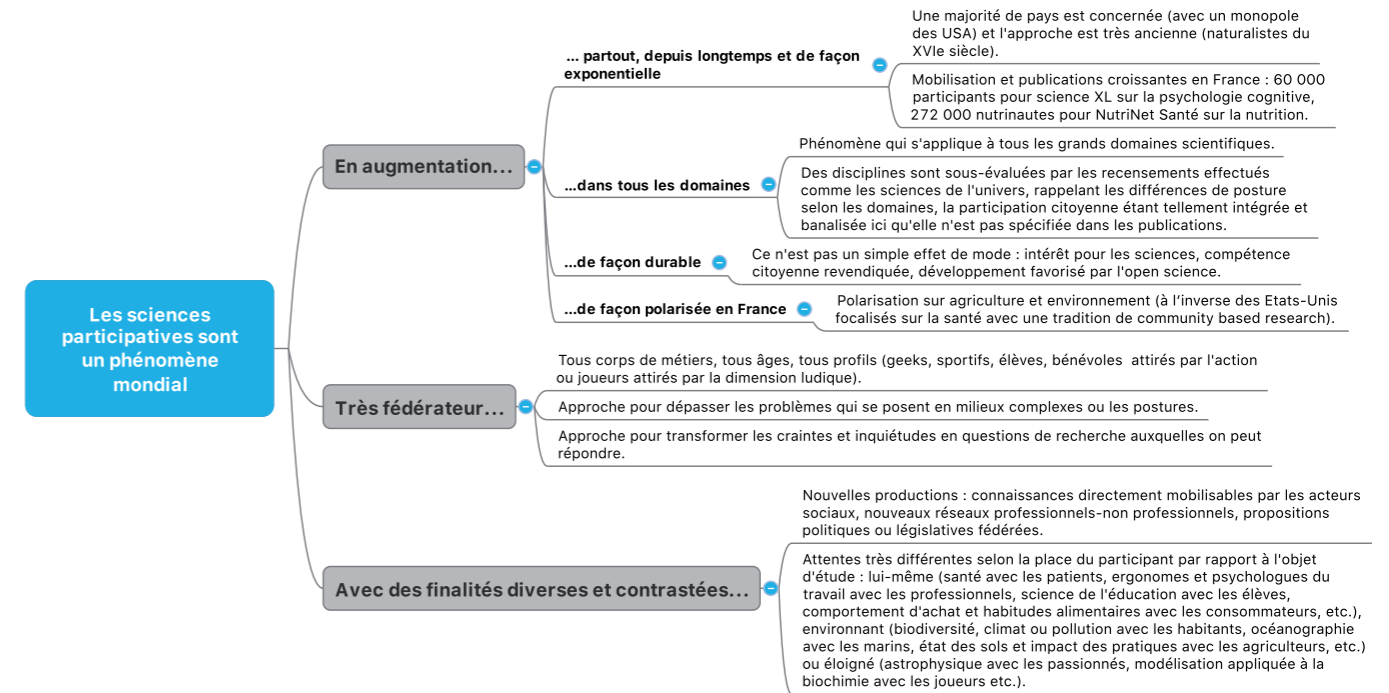 Les sciences
participatives sont
un phénomène
mondial
En augmentation...
... partout, depuis longtemps et de façon
exponentielle
Une majorité de pays est concernée (avec un monopole
des USA) et l'approche est très ancienne (naturalistes du
XVIe siècle).
Mobilisation et publications croissantes en France : 60 000
participants pour science XL sur la psychologie cognitive,
272 000 nutrinautes pour NutriNet Santé sur la nutrition.
...dans tous les domaines
Phénomène qui s'applique à tous les grands domaines scientifiques.
Des disciplines sont sous-évaluées par les recensements effectués
comme les sciences de l'univers, rappelant les différences de posture
selon les domaines, la participation citoyenne étant tellement intégrée et
banalisée ici qu'elle n'est pas spécifiée dans les publications.
...de façon durable
Ce n'est pas un simple effet de mode : intérêt pour les sciences, compétence
citoyenne revendiquée, développement favorisé par l'open science.
...de façon polarisée en France
Polarisation sur agriculture et environnement (à l’inverse des Etats-Unis
focalisés sur la santé avec une tradition de community based research).
Très fédérateur...
Tous corps de métiers, tous âges, tous profils (geeks, sportifs, élèves, bénévoles attirés par l'action
ou joueurs attirés par la dimension ludique).
Approche pour dépasser les problèmes qui se posent en milieux complexes ou les postures.
Approche pour transformer les craintes et inquiétudes en questions de recherche auxquelles on peut
répondre.
Avec des finalités diverses et contrastées...
Nouvelles productions : connaissances directement mobilisables par les acteurs
sociaux, nouveaux réseaux professionnels-non professionnels, propositions
politiques ou législatives fédérées.
Attentes très différentes selon la place du participant par rapport à l'objet
d'étude : lui-même (santé avec les patients, ergonomes et psychologues du
travail avec les professionnels, science de l'éducation avec les élèves,
comportement d'achat et habitudes alimentaires avec les consommateurs, etc.),
environnant (biodiversité, climat ou pollution avec les habitants, océanographie
avec les marins, état des sols et impact des pratiques avec les agriculteurs, etc.)
ou éloigné (astrophysique avec les passionnés, modélisation appliquée à la
biochimie avec les joueurs etc.).